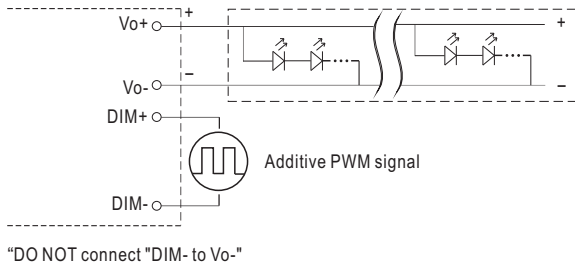 Vo+ + +
Vo- – –
DIM+
Additive PWM signal
DIM-
“DO NOT connect "DIM- to Vo-"